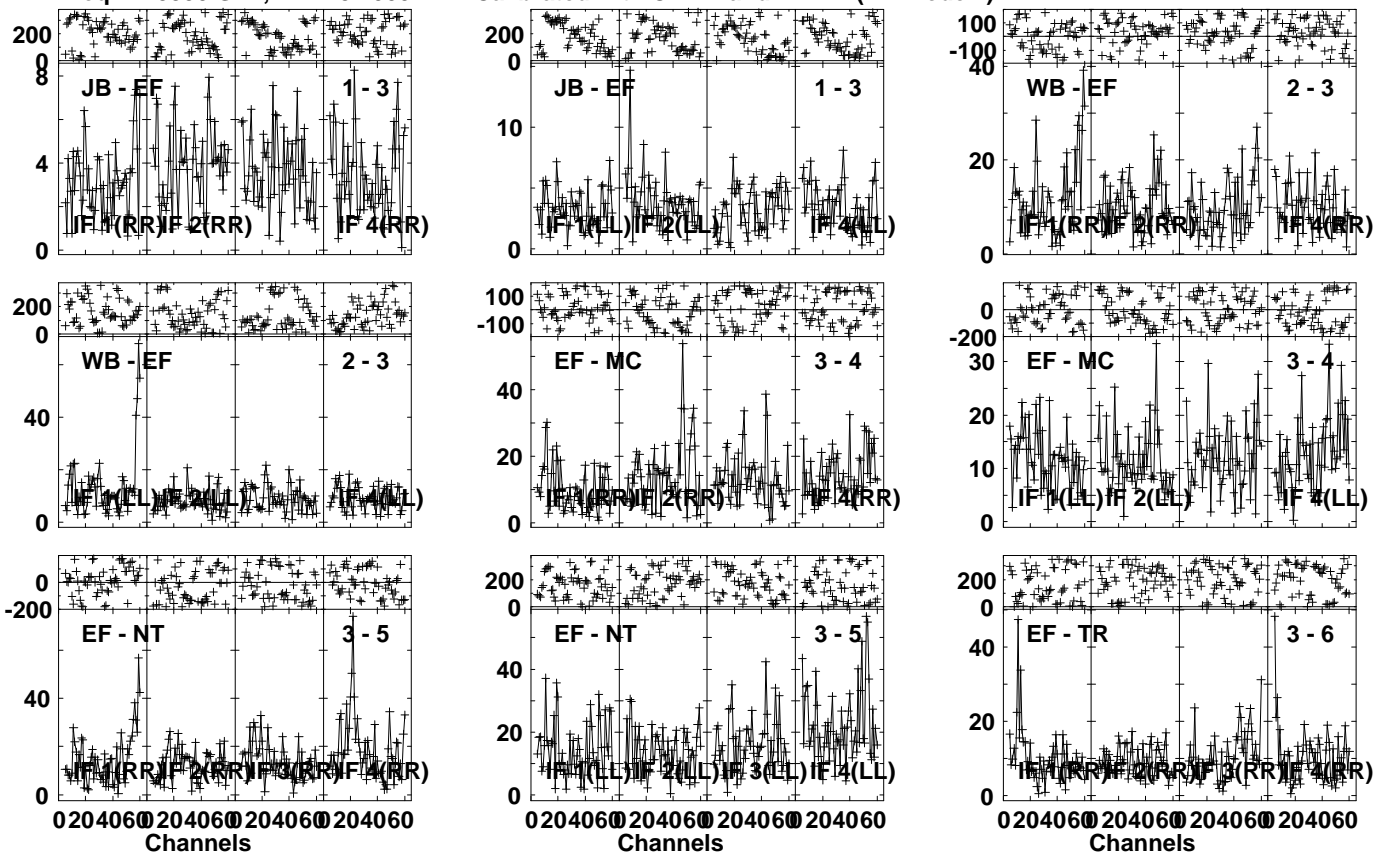 200
0
8
4
0
JB - EF
1 - 3
IF 1(RR)
IF 2(RR)
IF 4(RR)
200
0
10
0
JB - EF
1 - 3
IF 1(LL)
IF 2(LL)
IF 4(LL)
100
-100
40
20
0
WB - EF
2 - 3
IF 1(RR)
IF 2(RR)
IF 4(RR)
200
0
40
0
WB - EF
2 - 3
IF 1(LL)
IF 2(LL)
IF 4(LL)
100
-100
40
20
0
EF - MC
3 - 4
IF 1(RR)
IF 2(RR)
IF 4(RR)
0
-200
30
20
10
0
EF - MC
3 - 4
IF 1(LL)
IF 2(LL)
IF 4(LL)
0
-200
40
0
EF - NT
3 - 5
IF 1(RR)
IF 2(RR)
IF 3(RR)
IF 4(RR)
0 20 40 60 0 20 40 60 0 20 40 60 0 20 40 60
Channels
200
0
40
20
0
EF - NT
3 - 5
IF 1(LL)
IF 2(LL)
IF 3(LL)
IF 4(LL)
0 20 40 60 0 20 40 60 0 20 40 60 0 20 40 60
Channels
200
0
40
20
0
EF - TR
3 - 6
IF 1(RR)
IF 2(RR)
IF 3(RR)
IF 4(RR)
0 20 40 60 0 20 40 60 0 20 40 60 0 20 40 60
Channels